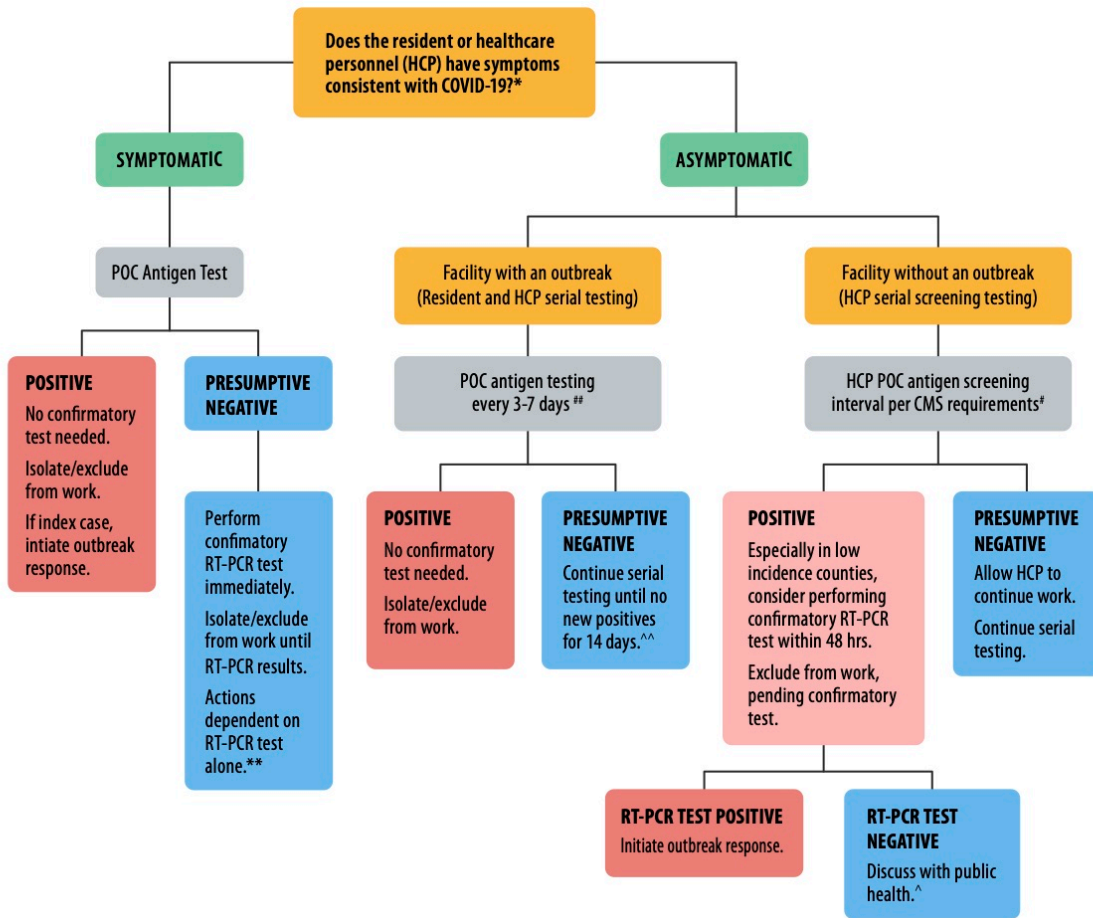 Does the resident or healthcare
personnel (HCP) have symptoms
consistent with COVID-19?*
SYMPTOMATIC
ASYMPTOMATIC
POC Antigen Test
Facility with an outbreak
(Resident and HCP serial testing)
Facility without an outbreak
(HCP serial screening testing)
POSITIVE
No confirmatory
test needed.
Isolate/exclude
from work.
If index case,
intiate outbreak
response.
PRESUMPTIVE
NEGATIVE
Perform
confimatory
RT-PCR test
immediately.
Isolate/exclude
from work until
RT-PCR results.
Actions
dependent on
RT-PCR test
alone.**
POC antigen testing
every 3-7 days ##
HCP POC antigen screening
interval per CMS requirements#
POSITIVE
No confirmatory
test needed.
Isolate/exclude
from work.
PRESUMPTIVE
NEGATIVE
Continue serial
testing until no
new positives
for 14 days.^^
POSITIVE
Especially in low
incidence counties,
consider performing
confirmatory RT-PCR
test within 48 hrs.
Exclude from work,
pending confirmatory
test.
PRESUMPTIVE
NEGATIVE
Allow HCP to
continue work.
Continue serial
testing.
RT-PCR TEST POSITIVE
Initiate outbreak response.
RT-PCR TEST
NEGATIVE
Discuss with public
health.^